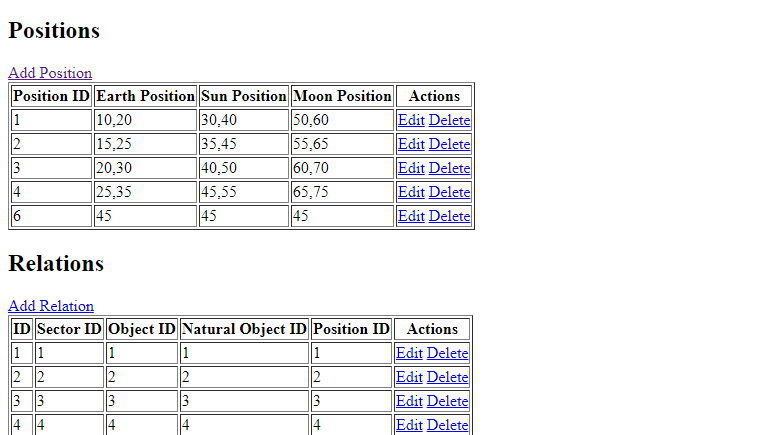 Positions
Add Position
Position ID Earth Position Sun Position Moon Position Actions
1 10,20 30,40 50,60 Edit Delete
2 15,25 35,45 55,65 Edit Delete
3 20,30 40,50 60,70 Edit Delete
4 25,35 45,55 65,75 Edit Delete
6 45 45 45 Edit Delete
Relations
Add Relation
ID Sector ID Object ID Natural Object ID Position ID Actions
1 1 1 1 1 Edit Delete
2 2 2 2 2 Edit Delete
3 3 3 3 3 Edit Delete
4 4 4 4 4 Edit Delete